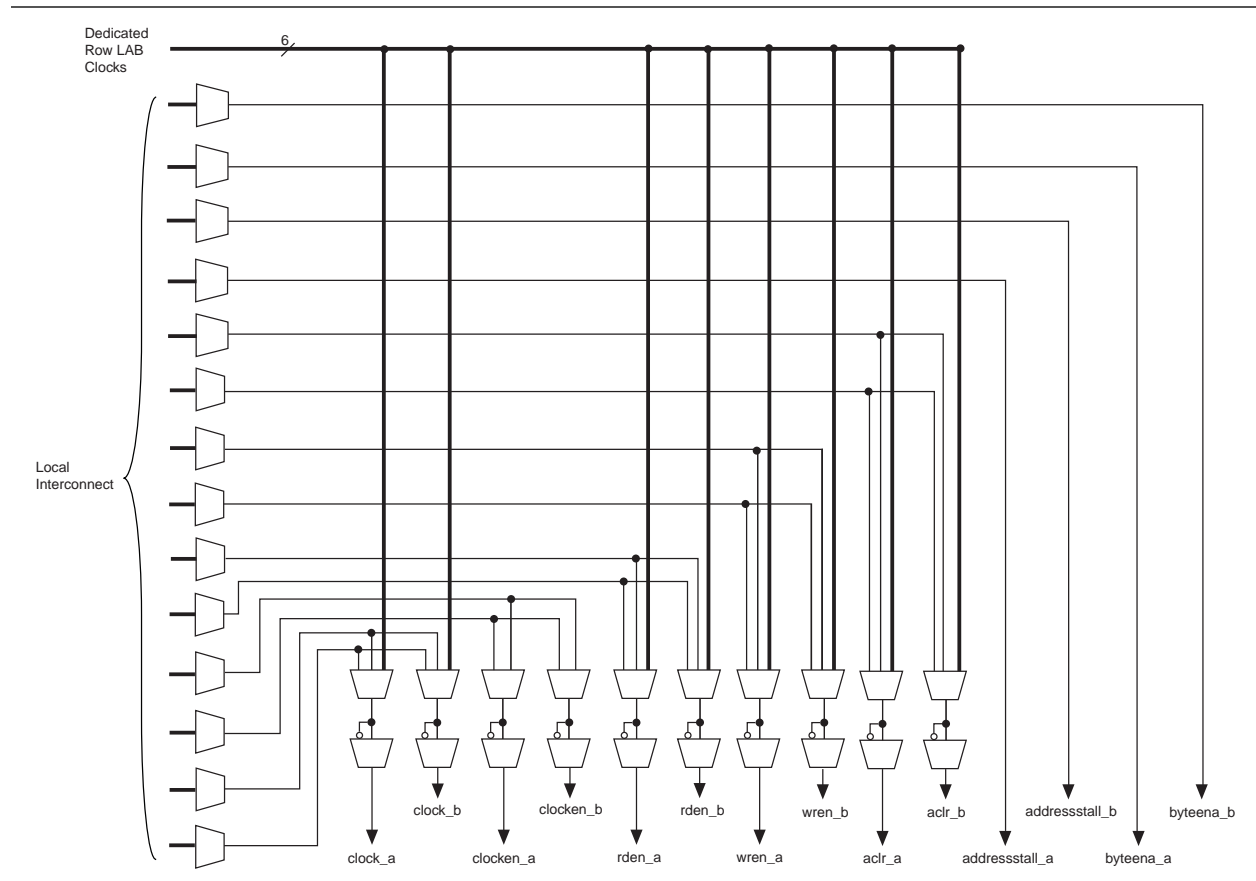 Dedicated
Row LAB
Clocks
6
Local
Interconnect
clock_b
clocken_b
rden_b
wren_b
aclr_b
addressstall_b
byteena_b
clock_a
clocken_a
rden_a
wren_a
aclr_a
addressstall_a
byteena_a